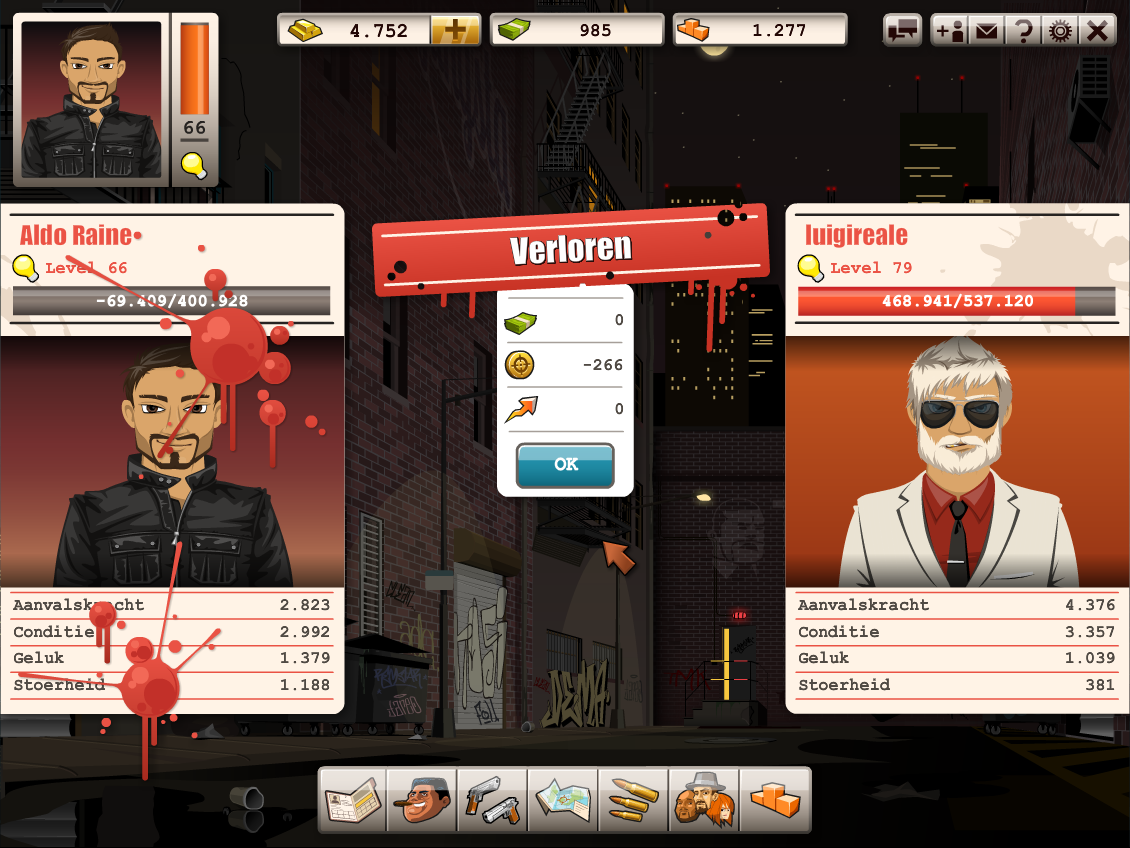 4.752
985
1.277
66
Aldo Raine•
Level 66
-69.409/400.928
Verloren
luigireale
Level 79
468.941/537.120
0
-266
0
OK
Aanvalskracht 2.823
Conditie 2.992
Geluk 1.379
Stoerheid 1.188
Aanvalskracht 4.376
Conditie 3.357
Geluk 1.039
Stoerheid 381
DEMA